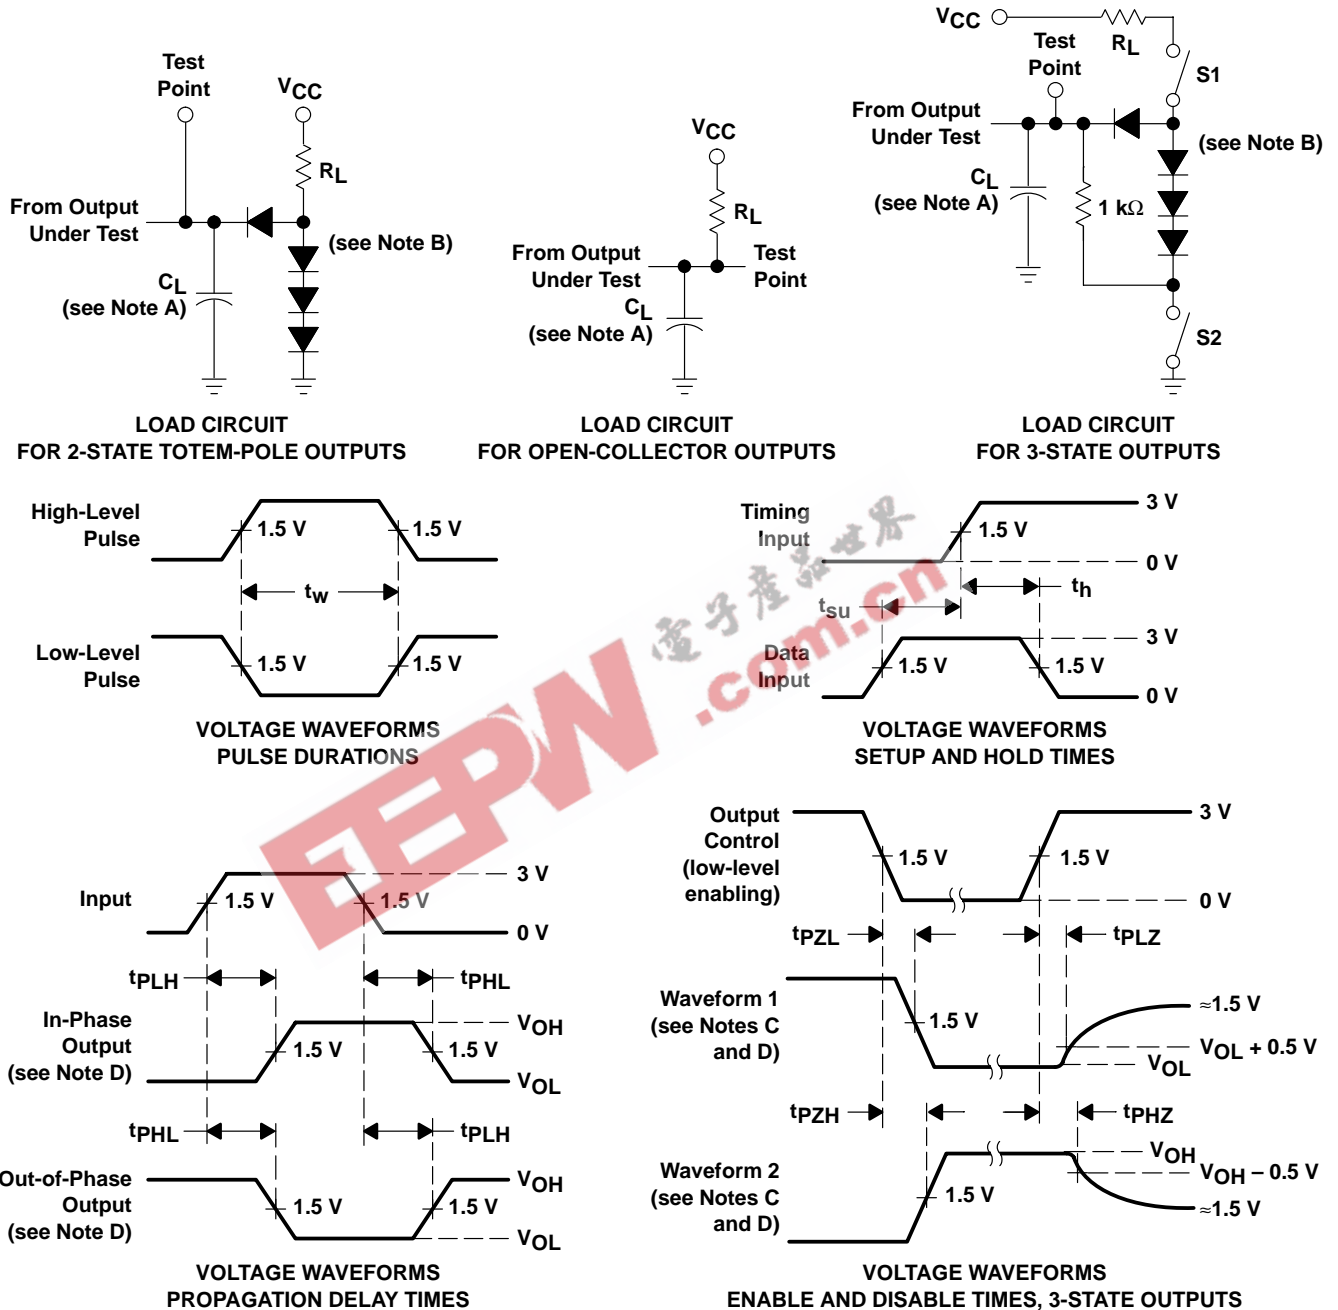 Test
Point
VCC
RL
From Output
Under Test
(see Note B)
CL
(see Note A)
LOAD CIRCUIT
FOR 2-STATE TOTEM-POLE OUTPUTS
VCC
RL
From Output
Under Test
Test
Point
CL
(see Note A)
LOAD CIRCUIT
FOR OPEN-COLLECTOR OUTPUTS
VCC
RL
Test
Point
S1
From Output
Under Test
(see Note B)
CL
(see Note A)
1 kΩ
S2
LOAD CIRCUIT
FOR 3-STATE OUTPUTS
High-Level
Pulse
1.5 V
1.5 V
tw
Low-Level
Pulse
1.5 V
1.5 V
VOLTAGE WAVEFORMS
PULSE DURATIONS
Timing
Input
1.5 V
3 V
0 V
th
tsu
Data
Input
1.5 V
1.5 V
3 V
0 V
VOLTAGE WAVEFORMS
SETUP AND HOLD TIMES
EEPW
電子產品世界
.com.cn
Input
1.5 V
1.5 V
3 V
0 V
tPLH
tPHL
In-Phase
Output
(see Note D)
1.5 V
1.5 V
VOH
VOL
tPHL
tPLH
Out-of-Phase
Output
(see Note D)
1.5 V
1.5 V
VOH
VOL
VOLTAGE WAVEFORMS
PROPAGATION DELAY TIMES
Output
Control
(low-level
enabling)
1.5 V
1.5 V
3 V
0 V
tPZL
tPLZ
Waveform 1
(see Notes C
and D)
1.5 V
≈1.5 V
VOL + 0.5 V
VOL
tPZH
tPHZ
Waveform 2
(see Notes C
and D)
1.5 V
VOH
VOH − 0.5 V
≈1.5 V
VOLTAGE WAVEFORMS
ENABLE AND DISABLE TIMES, 3-STATE OUTPUTS